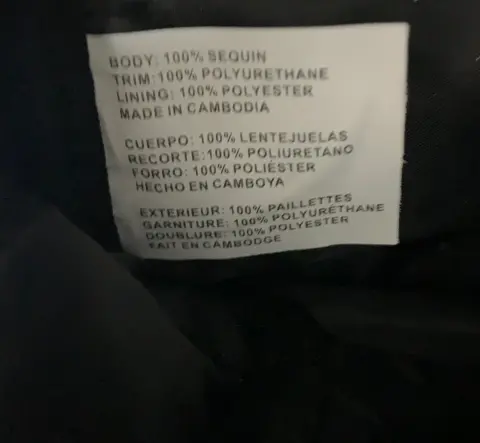 BODY: 100% SEQUIN
TRIM: 100% POLYURETHANE
LINING: 100% POLYESTER
MADE IN CAMBODIA
CUERPO: 100% LENTEJUELAS
RECORTE:100% POLIURETANO
FORRO: 100% POLIÉSTER
HECHO EN CAMBOYA
EXTERIEUR: 100% PAILLETTES
GARNITURE: 100% POLYURÉTHANE
DOUBLURE: 100% POLYESTER
FAIT EN CAMBODGE